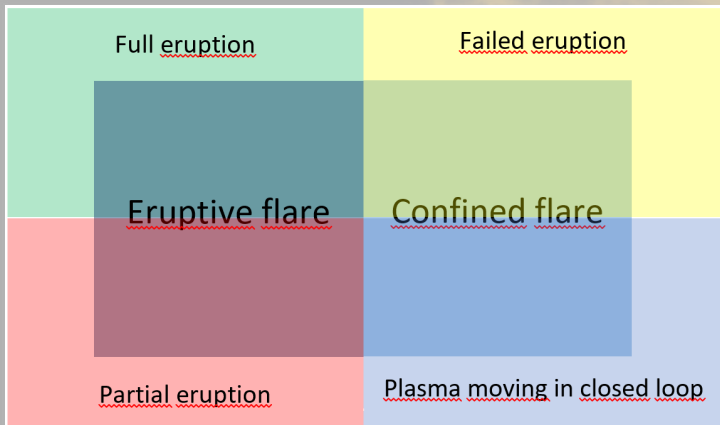 Full eruption
Failed eruption
Eruptive flare
Confined flare
Partial eruption
Plasma moving in closed loop